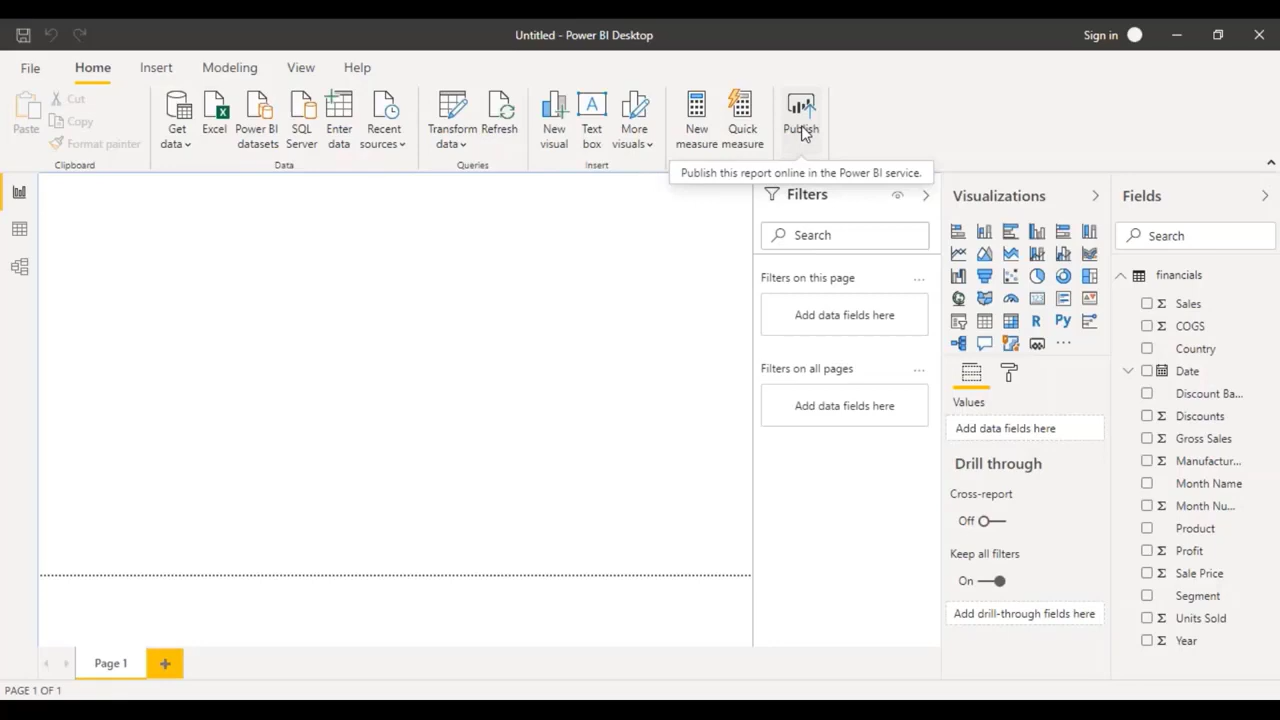 Untitled - Power BI Desktop
Sign in
File
Home
Insert
Modeling
View
Help
Paste
Cut
Copy
Format painter
Clipboard
Get data
Excel
Power BI datasets
SQL Server
Enter data
Recent sources
Data
Transform data
Refresh
Queries
New visual
Text box
More visuals
Insert
New measure
Quick measure
Publish
Publish this report online in the Power BI service.
Filters
Search
Filters on this page
...
Add data fields here
Filters on all pages
...
Add data fields here
Visualizations
R
Py
...
Values
Add data fields here
Drill through
Cross-report
Off
Keep all filters
On
Add drill-through fields here
Fields
Search
financials
Σ Sales
Σ COGS
Country
Date
Discount Ba...
Σ Discounts
Σ Gross Sales
Σ Manufactur...
Month Name
Σ Month Nu...
Product
Σ Profit
Σ Sale Price
Segment
Σ Units Sold
Σ Year
Page 1
+
PAGE 1 OF 1